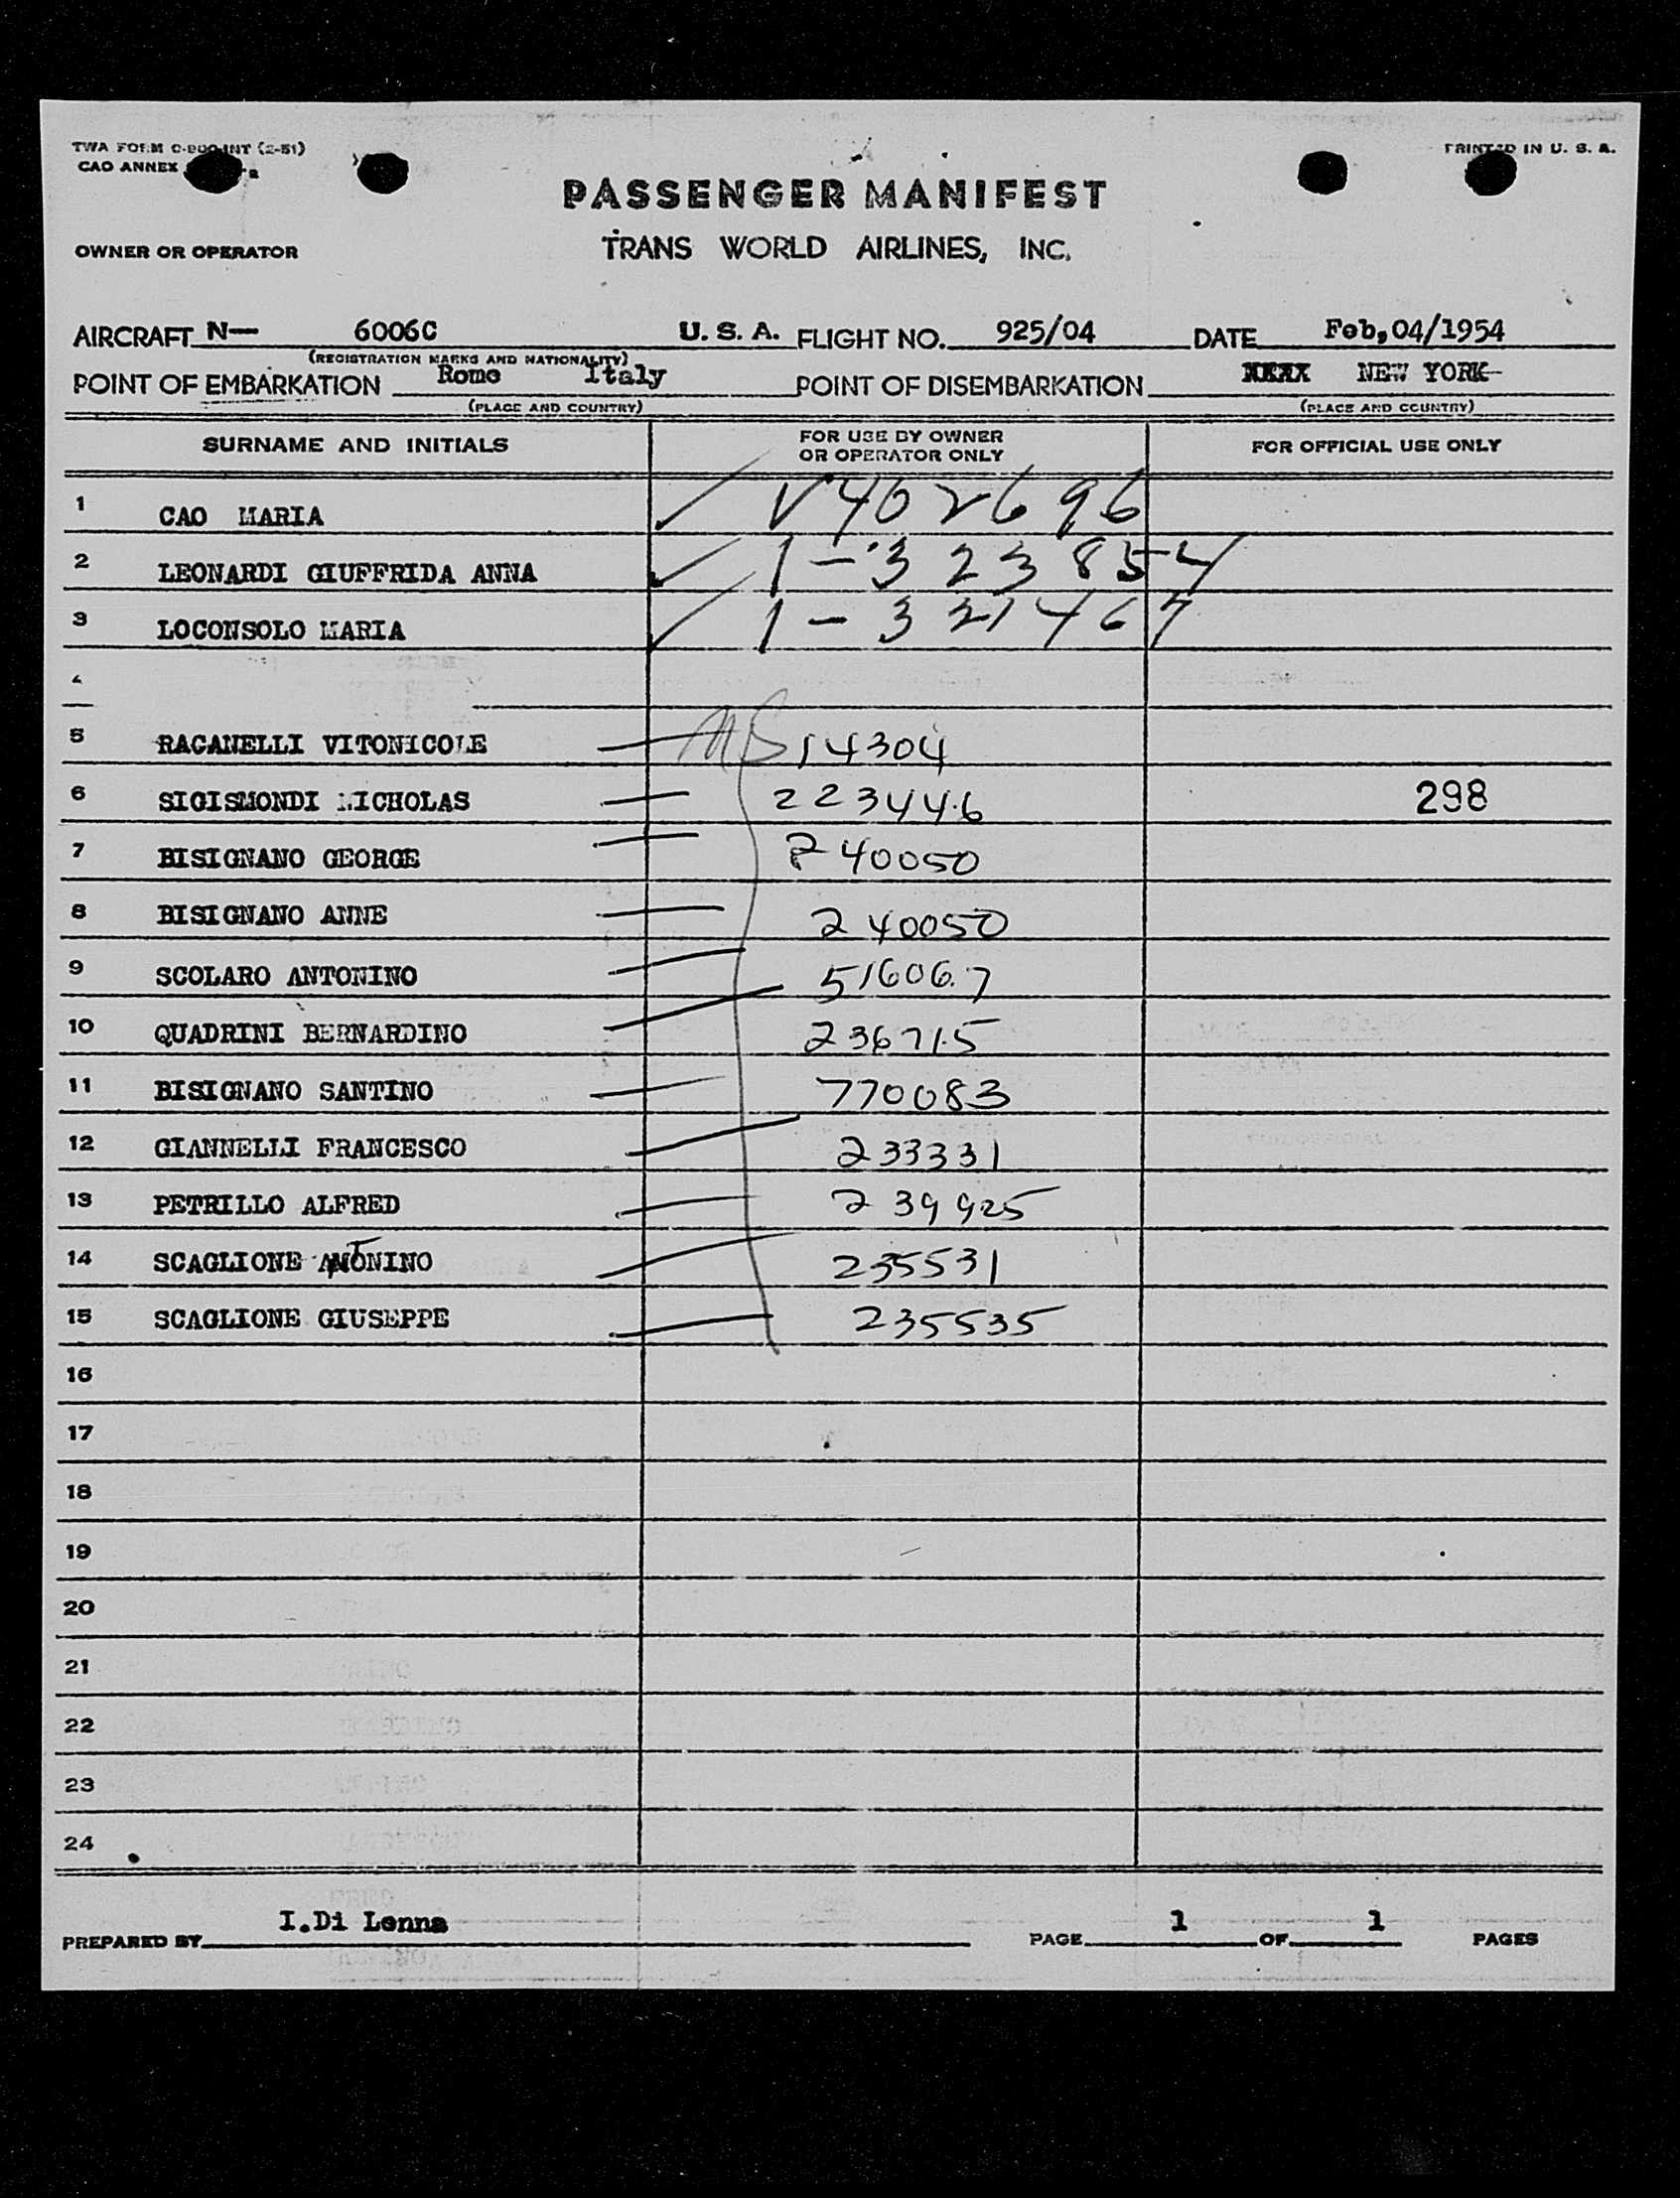 TWA FORM C-800-INT (2-51)
CAO ANNEX
PRINTED IN U. S. A.
PASSENGER MANIFEST
OWNER OR OPERATOR
TRANS WORLD AIRLINES, INC.
AIRCRAFT N— 6006C U. S. A. FLIGHT NO. 925/04 DATE Feb,04/1954
(REGISTRATION MARKS AND NATIONALITY)
POINT OF EMBARKATION Rome Italy POINT OF DISEMBARKATION XXXX NEW YORK
(PLACE AND COUNTRY) (PLACE AND COUNTRY)
SURNAME AND INITIALS FOR USE BY OWNER OR OPERATOR ONLY FOR OFFICIAL USE ONLY
1 CAO MARIA V402696
2 LEONARDI GIUFFRIDA ANNA 1-323854
3 LOCONSOLO MARIA 1-321467
4
5 RACANELLI VITONICOLE 14304
6 SIGISMONDI NICHOLAS 223446 298
7 BISIGNANO GEORGE 240050
8 BISIGNANO ANNE 240050
9 SCOLARO ANTONINO 516067
10 QUADRINI BERNARDINO 236715
11 BISIGNANO SANTINO 770083
12 GIANNELLI FRANCESCO 233331
13 PETRILLO ALFRED 239925
14 SCAGLIONE ANTONINO 235531
15 SCAGLIONE GIUSEPPE 235535
16
17
18
19
20
21
22
23
24
PREPARED BY I.Di Lenna PAGE 1 OF 1 PAGES